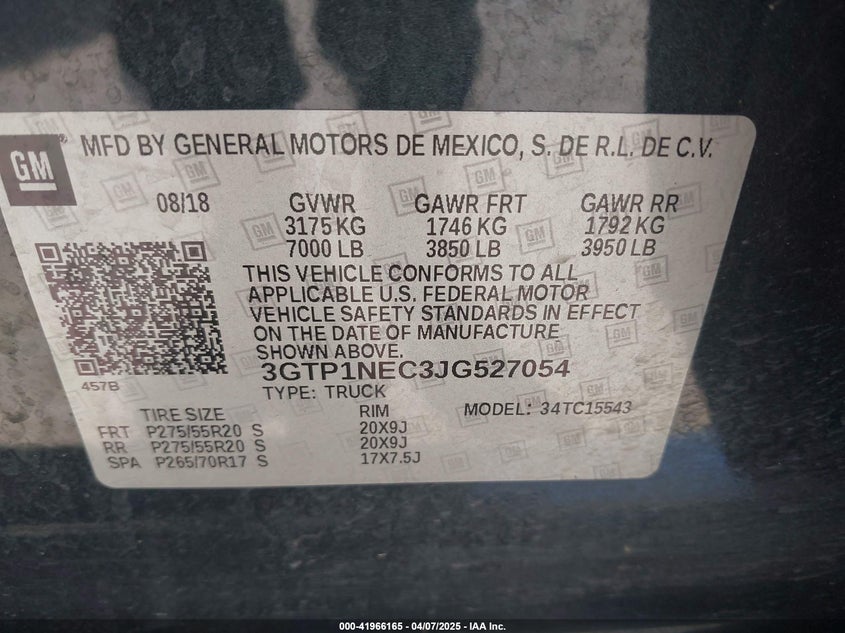 GM
MFD BY GENERAL MOTORS DE MEXICO, S. DE R.L. DE C.V.
08/18 GVWR GAWR FRT GAWR RR
3175 KG 1746 KG 1792 KG
7000 LB 3850 LB 3950 LB
THIS VEHICLE CONFORMS TO ALL
APPLICABLE U.S. FEDERAL MOTOR
VEHICLE SAFETY STANDARDS IN EFFECT
ON THE DATE OF MANUFACTURE
SHOWN ABOVE.
3GTP1NEC3JG527054
457B
TYPE: TRUCK
TIRE SIZE RIM MODEL: 34TC15543
FRT P275/55R20 S 20X9J
RR P275/55R20 S 20X9J
SPA P265/70R17 S 17X7.5J
000-41966165 - 04/07/2025 - IAA Inc.